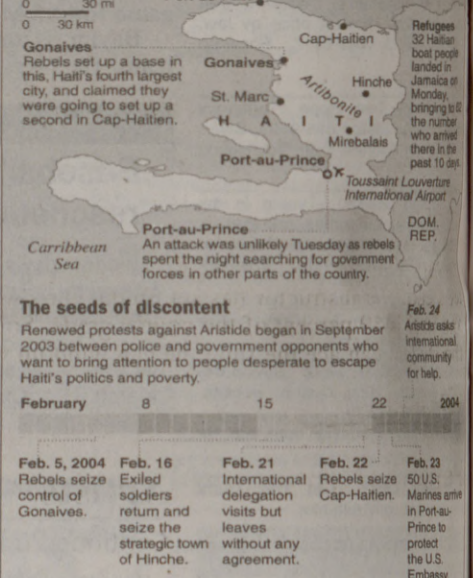 0 30 mi
0 30 km
Gonaives
Rebels set up a base in
this, Haiti's fourth largest
city, and claimed they
were going to set up a
second in Cap-Haitien.
Cap-Haitien
Gonaives
Hinche
St. Marc
Artibonite
H A I T I
Mirebalais
Port-au-Prince
Toussaint Louverture
International Airport
Refugees
32 Haitian
boat people
landed in
Jamaica on
Monday,
bringing to
the number
who arrived
there in the
past 10 days.
DOM.
REP.
Carribbean
Sea
Port-au-Prince
An attack was unlikely Tuesday as rebels
spent the night searching for government
forces in other parts of the country.
The seeds of discontent
Renewed protests against Aristide began in September
2003 between police and government opponents who
want to bring attention to people desperate to escape
Haiti's politics and poverty.
Feb. 24
Aristide asks
international
community
for help.
February 8 15 22 2004
Feb. 5, 2004
Rebels seize
control of
Gonaives.
Feb. 16
Exiled
soldiers
return and
seize the
strategic town
of Hinche.
Feb. 21
International
delegation
visits but
leaves
without any
agreement.
Feb. 22
Rebels seize
Cap-Haitien.
Feb. 23
50 U.S.
Marines arrive
in Port-au-
Prince to
protect
the U.S.
Embassy